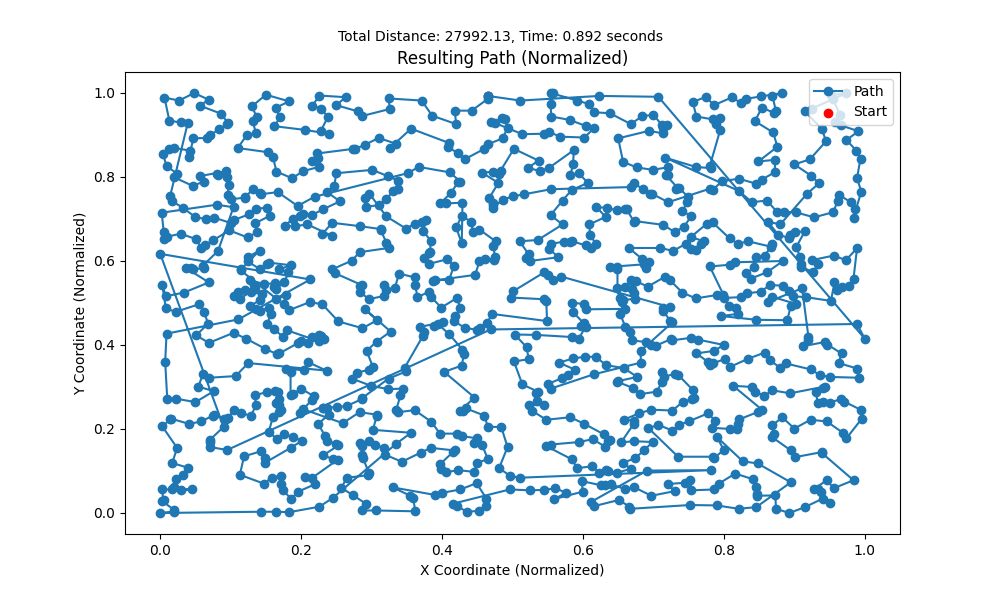 Total Distance: 27992.13, Time: 0.892 seconds
Resulting Path (Normalized)
Path
Start
Y Coordinate (Normalized)
1.0
0.8
0.6
0.4
0.2
0.0
0.0 0.2 0.4 0.6 0.8 1.0
X Coordinate (Normalized)